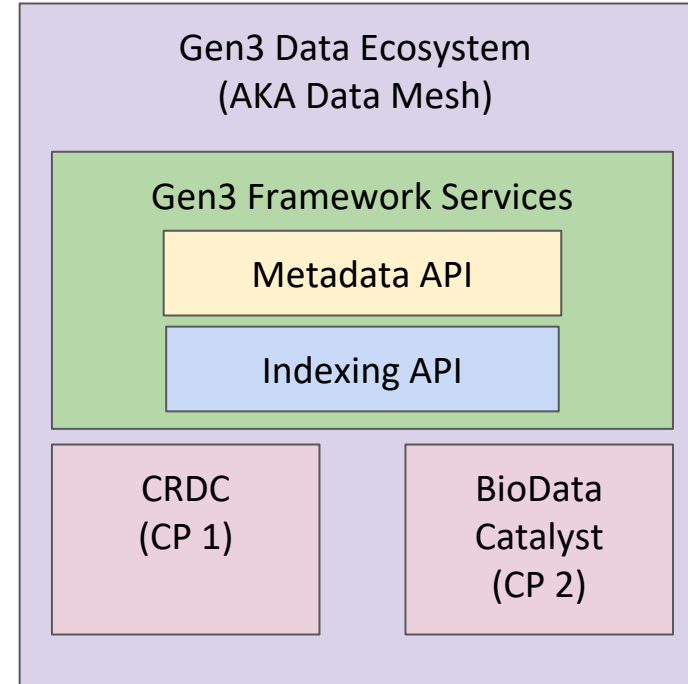 Gen3 Data Ecosystem
(AKA Data Mesh)
Gen3 Framework Services
Metadata API
Indexing API
CRDC
(CP 1)
BioData
Catalyst
(CP 2)